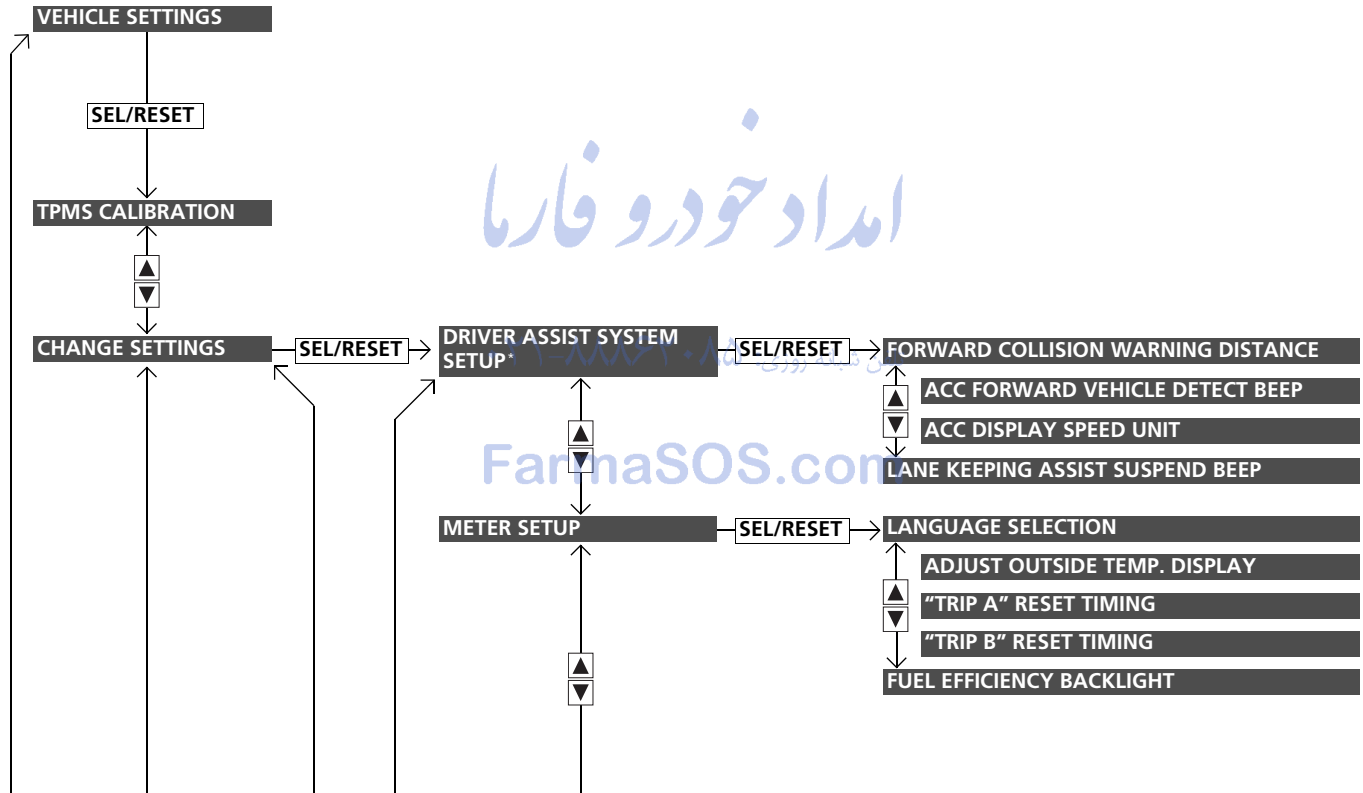 VEHICLE SETTINGS
SEL/RESET
TPMS CALIBRATION
▲
▼
CHANGE SETTINGS
SEL/RESET
DRIVER ASSIST SYSTEM
SETUP*
SEL/RESET
FORWARD COLLISION WARNING DISTANCE
▲
▼
ACC FORWARD VEHICLE DETECT BEEP
ACC DISPLAY SPEED UNIT
LANE KEEPING ASSIST SUSPEND BEEP
▲
▼
METER SETUP
SEL/RESET
LANGUAGE SELECTION
▲
▼
ADJUST OUTSIDE TEMP. DISPLAY
“TRIP A” RESET TIMING
“TRIP B” RESET TIMING
FUEL EFFICIENCY BACKLIGHT
▲
▼
امداد خودرو فارما
FarmaSOS.com